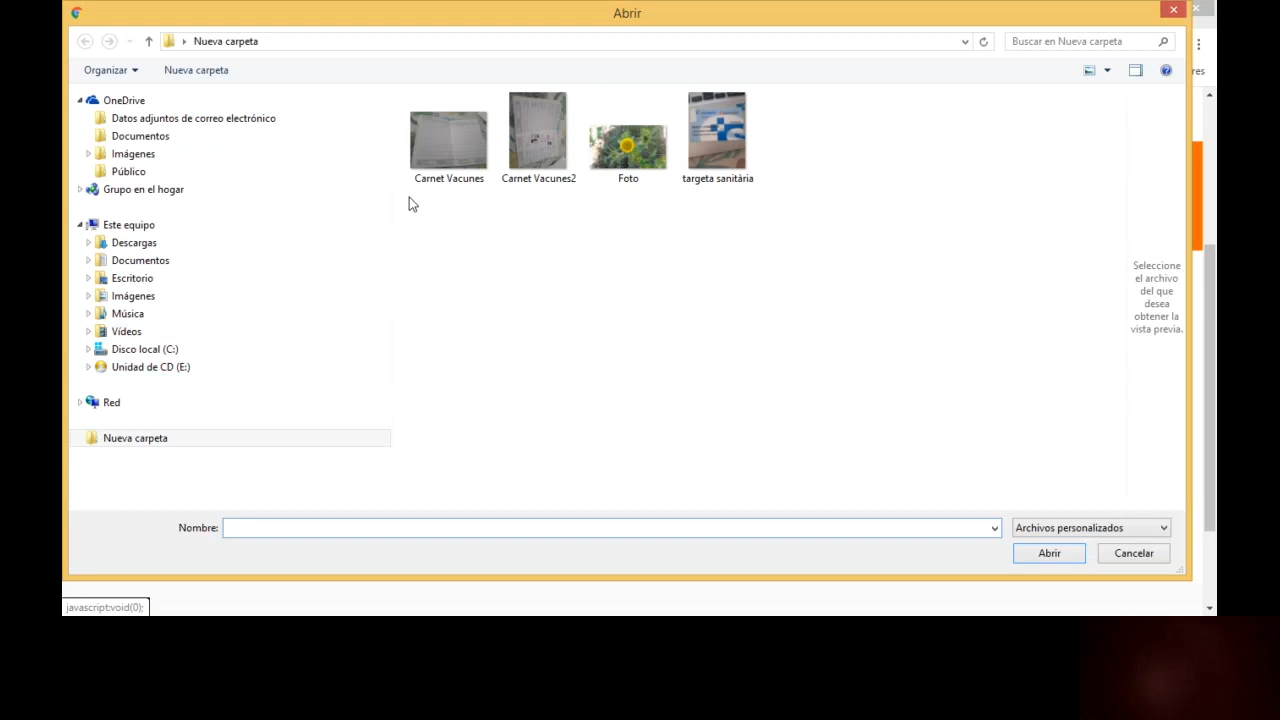 Abrir
Nueva carpeta
Buscar en Nueva carpeta
res
Organizar
Nueva carpeta
OneDrive
Datos adjuntos de correo electrónico
Documentos
Imágenes
Público
Grupo en el hogar
Este equipo
Descargas
Documentos
Escritorio
Imágenes
Música
Vídeos
Disco local (C:)
Unidad de CD (E:)
Red
Nueva carpeta
Carnet Vacunes
Carnet Vacunes2
Foto
targeta sanitària
Seleccione
el archivo
del que
desea
obtener la
vista previa.
Nombre:
Archivos personalizados
Abrir
Cancelar
javascript:void(0);